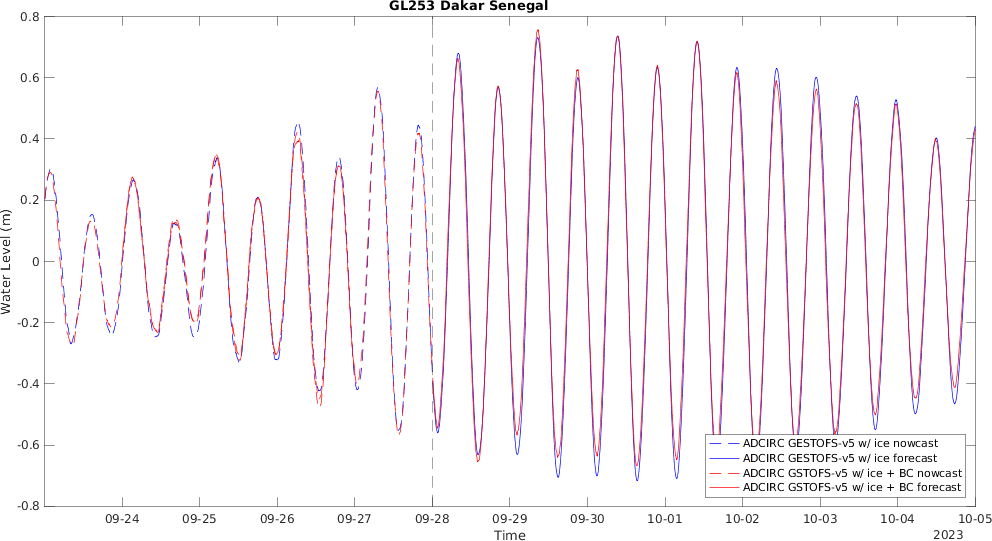 GL253 Dakar Senegal
0.8
0.6
0.4
0.2
0
-0.2
-0.4
-0.6
-0.8
Water Level (m)
ADCIRC GESTOFS-v5 w/ ice nowcast
ADCIRC GESTOFS-v5 w/ ice forecast
ADCIRC GSTOFS-v5 w/ ice + BC nowcast
ADCIRC GSTOFS-v5 w/ ice + BC forecast
09-24 09-25 09-26 09-27 09-28 09-29 09-30 10-01 10-02 10-03 10-04 10-05
Time
2023